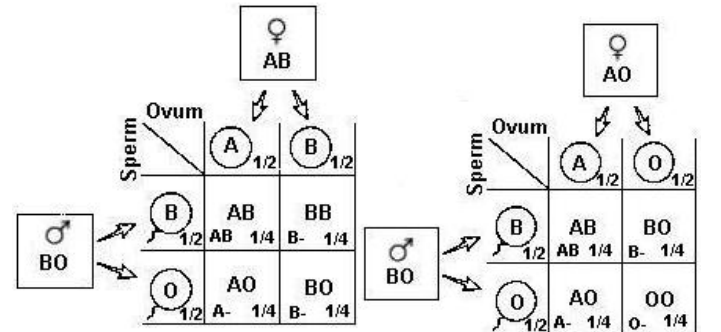 AB
Ovum
Sperm
A 1/2 B 1/2
BO
B 1/2
AB
AB 1/4
BB
B- 1/4
O 1/2
AO
A- 1/4
BO
B- 1/4
AO
Ovum
Sperm
A 1/2 O 1/2
BO
B 1/2
AB
AB 1/4
BO
B- 1/4
O 1/2
AO
A- 1/4
OO
O- 1/4